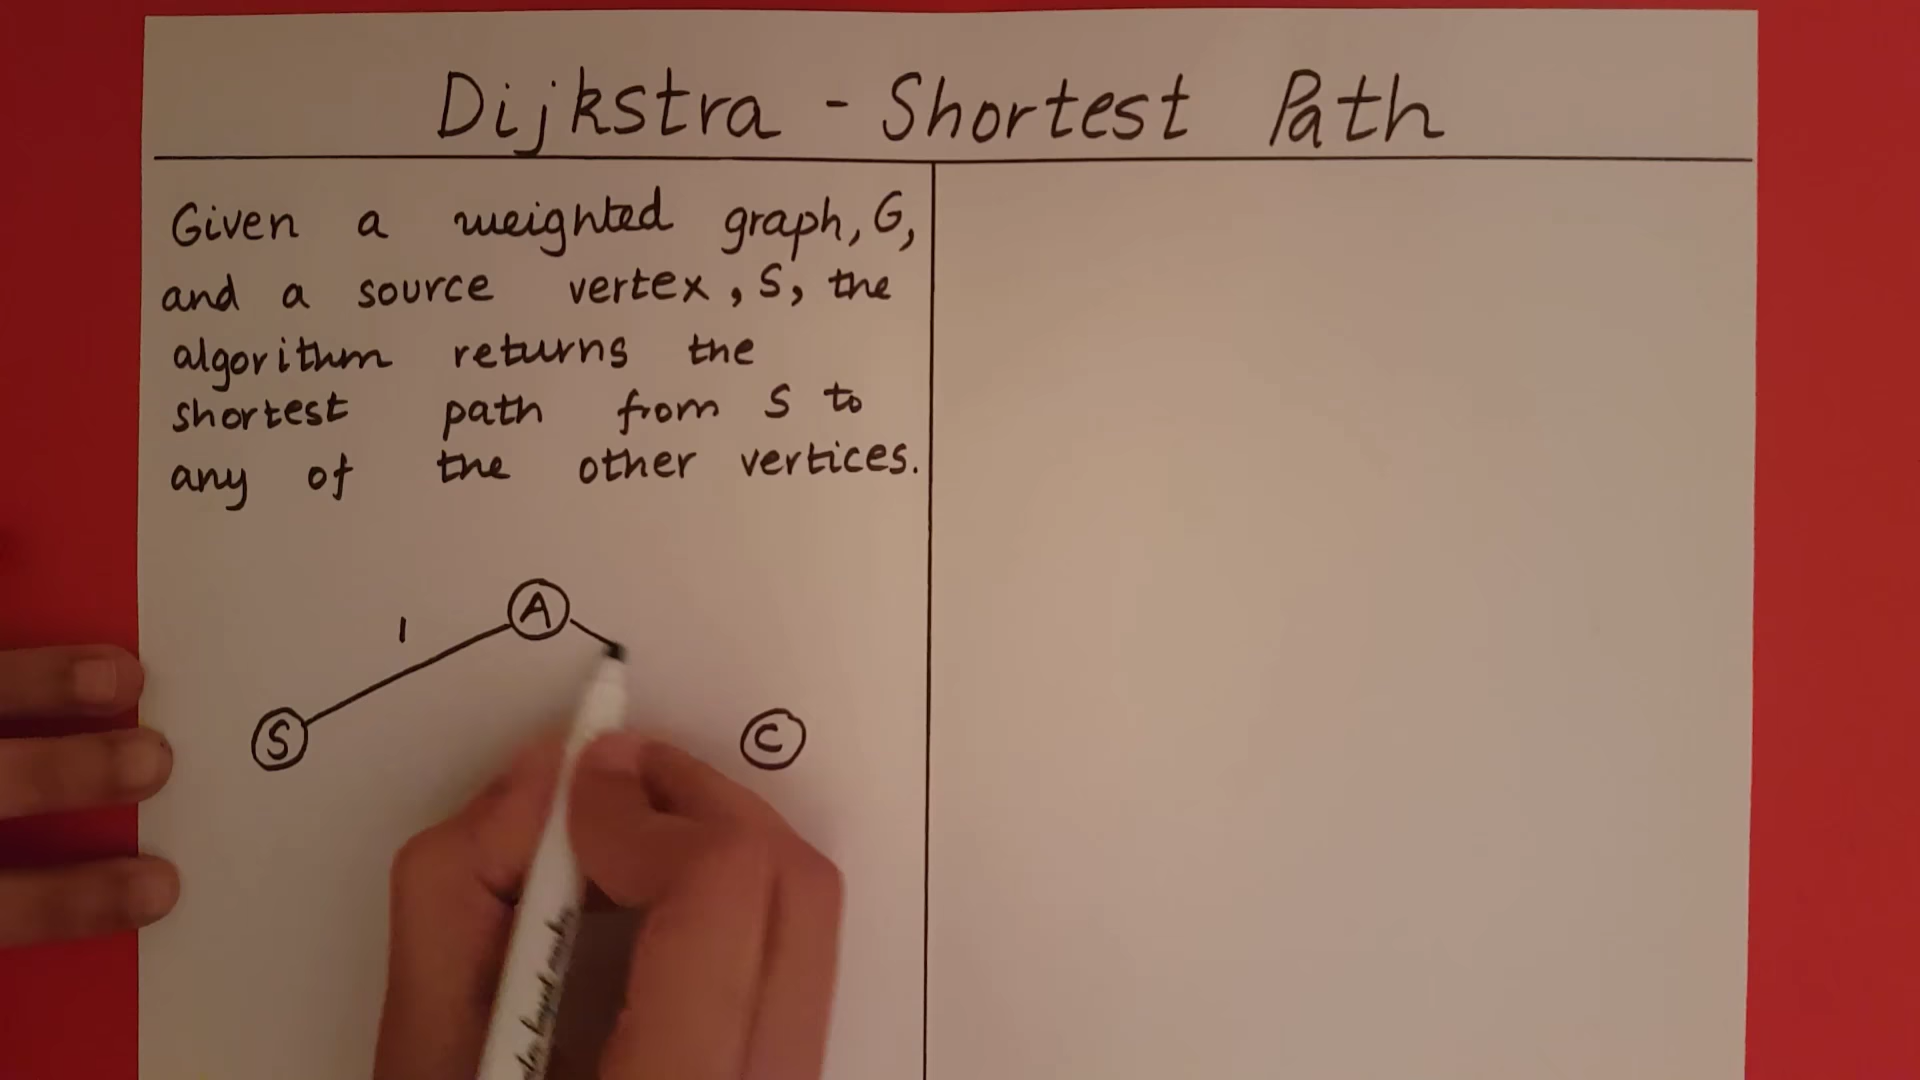 Dijkstra - Shortest Path
Given a weighted graph, G,
and a source vertex, S, the
algorithm returns the
shortest path from S to
any of the other vertices.
A
1
S
C